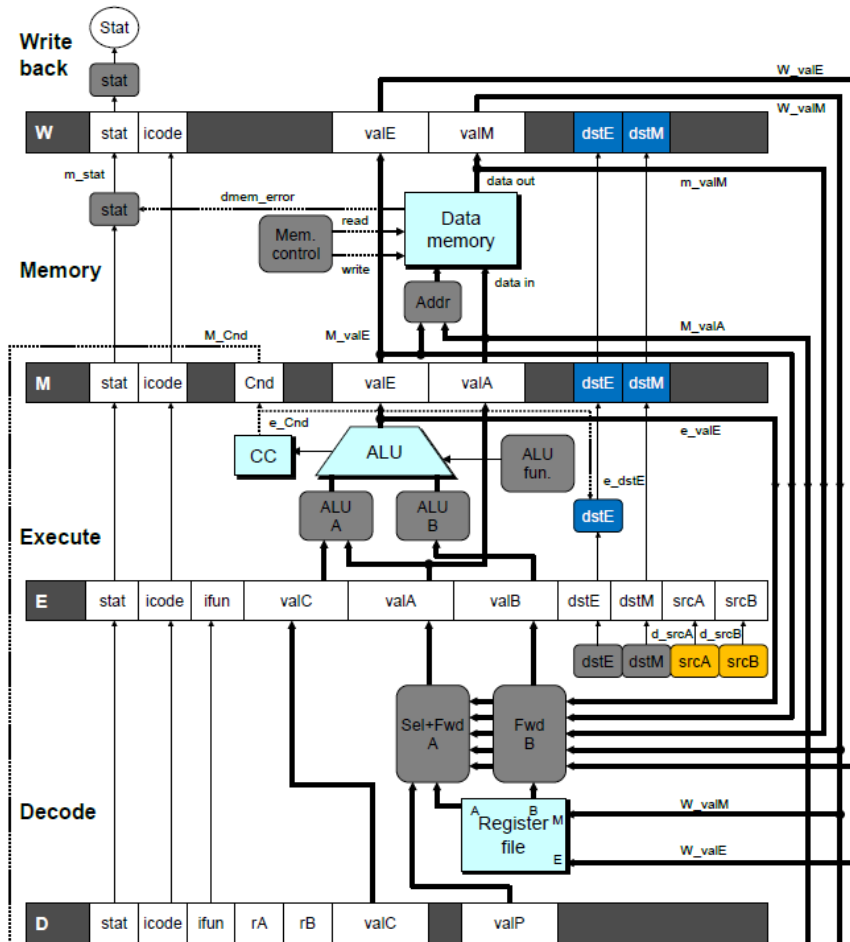 Stat
Write
back
stat
W_valE
W_valM
W stat icode valE valM dstE dstM
m_stat
data out
m_valM
dmem_error
stat
read
Mem.
control
Data
memory
write
Memory
data in
Addr
M_Cnd
M_valE
M_valA
M stat icode Cnd valE valA dstE dstM
e_Cnd
e_valE
CC
ALU
ALU
fun.
e_dstE
ALU
A
ALU
B
dstE
Execute
E stat icode ifun valC valA valB dstE dstM srcA srcB
d_srcA d_srcB
dstE dstM srcA srcB
Sel+Fwd
A
Fwd
B
Decode
A B M
Register
file
E
W_valM
W_valE
D stat icode ifun rA rB valC valP